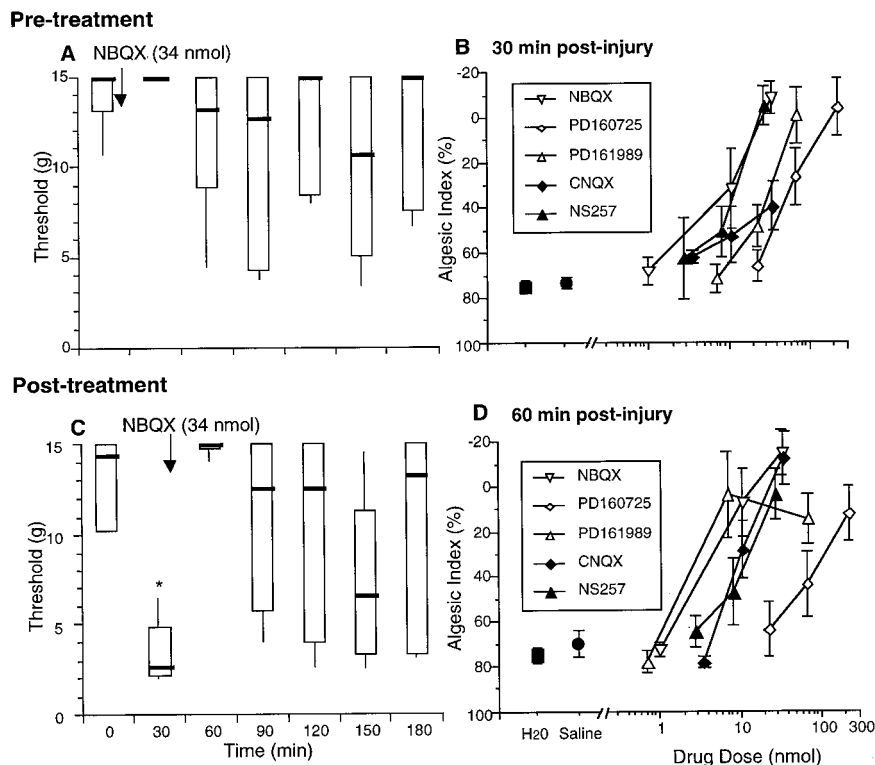 Pre-treatment
A NBQX (34 nmol)
15
10
5
0
Threshold (g)
B 30 min post-injury
-20
0
20
40
60
80
100
Algesic Index (%)
NBQX
PD160725
PD161989
CNQX
NS257
Post-treatment
C NBQX (34 nmol)
15
10
5
0
Threshold (g)
0 30 60 90 120 150 180
Time (min)
*
D 60 min post-injury
-20
0
20
40
60
80
100
Algesic Index (%)
NBQX
PD160725
PD161989
CNQX
NS257
H20 Saline 1 10 100 300
Drug Dose (nmol)